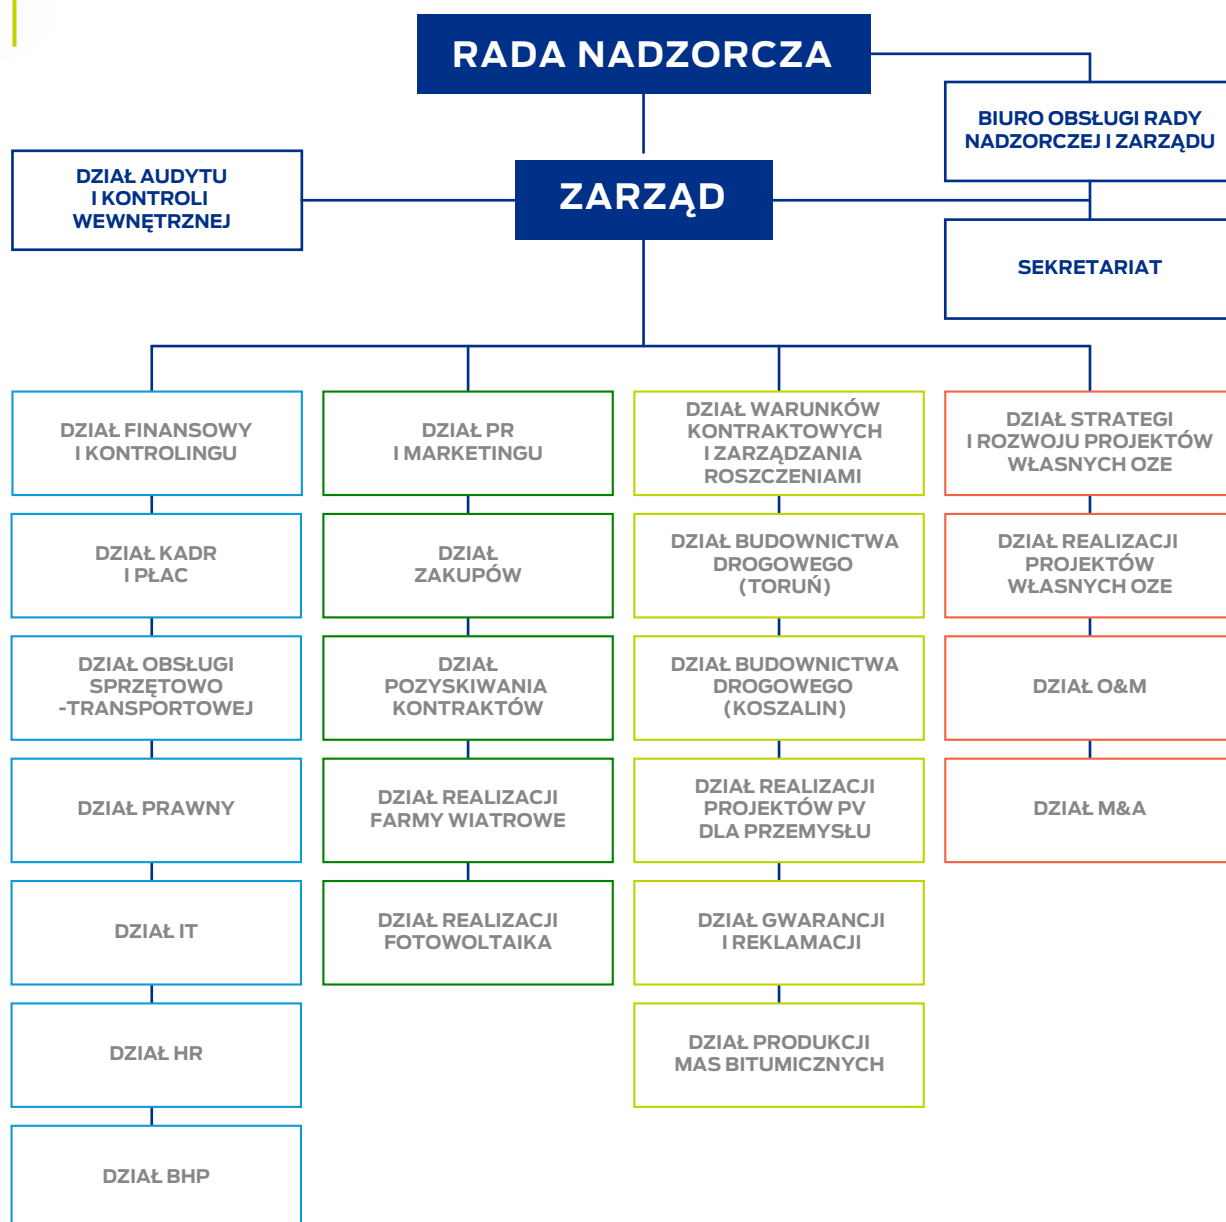 RADA NADZORCZA
BIURO OBSŁUGI RADY
NADZORCZEJ I ZARZĄDU
DZIAŁ AUDYTU
I KONTROLI
WEWNĘTRZNEJ
ZARZĄD
SEKRETARIAT
DZIAŁ FINANSOWY
I KONTROLINGU
DZIAŁ KADR
I PŁAC
DZIAŁ OBSŁUGI
SPRZĘTOWO
-TRANSPORTOWEJ
DZIAŁ PRAWNY
DZIAŁ IT
DZIAŁ HR
DZIAŁ BHP
DZIAŁ PR
I MARKETINGU
DZIAŁ
ZAKUPÓW
DZIAŁ
POZYSKIWANIA
KONTRAKTÓW
DZIAŁ REALIZACJI
FARMY WIATROWE
DZIAŁ REALIZACJI
FOTOWOLTAIKA
DZIAŁ WARUNKÓW
KONTRAKTOWYCH
I ZARZĄDZANIA
ROSZCZENIAMI
DZIAŁ BUDOWNICTWA
DROGOWEGO
(TORUŃ)
DZIAŁ BUDOWNICTWA
DROGOWEGO
(KOSZALIN)
DZIAŁ REALIZACJI
PROJEKTÓW PV
DLA PRZEMYSŁU
DZIAŁ GWARANCJI
I REKLAMACJI
DZIAŁ PRODUKCJI
MAS BITUMICZNYCH
DZIAŁ STRATEGI
I ROZWOJU PROJEKTÓW
WŁASNYCH OZE
DZIAŁ REALIZACJI
PROJEKTÓW
WŁASNYCH OZE
DZIAŁ O&M
DZIAŁ M&A